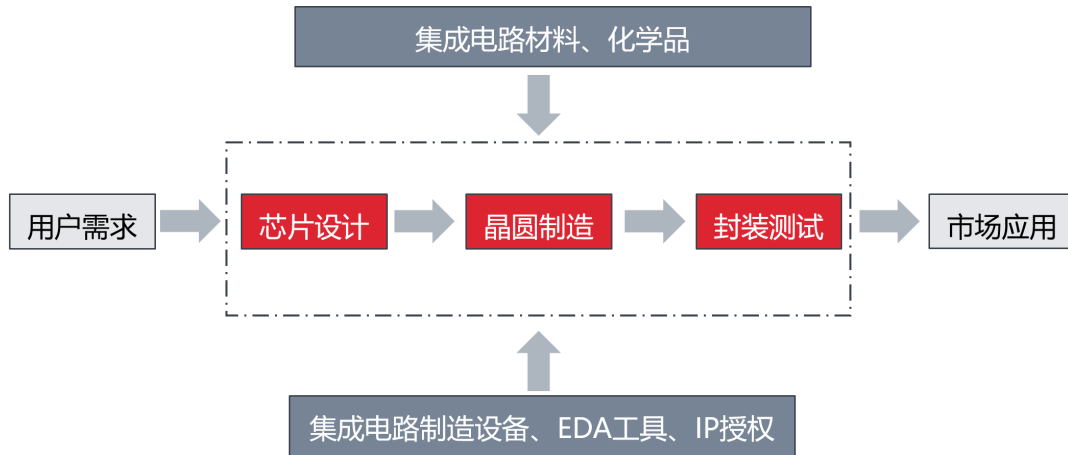 集成电路材料、化学品
用户需求
芯片设计
晶圆制造
封装测试
市场应用
集成电路制造设备、EDA工具、IP授权